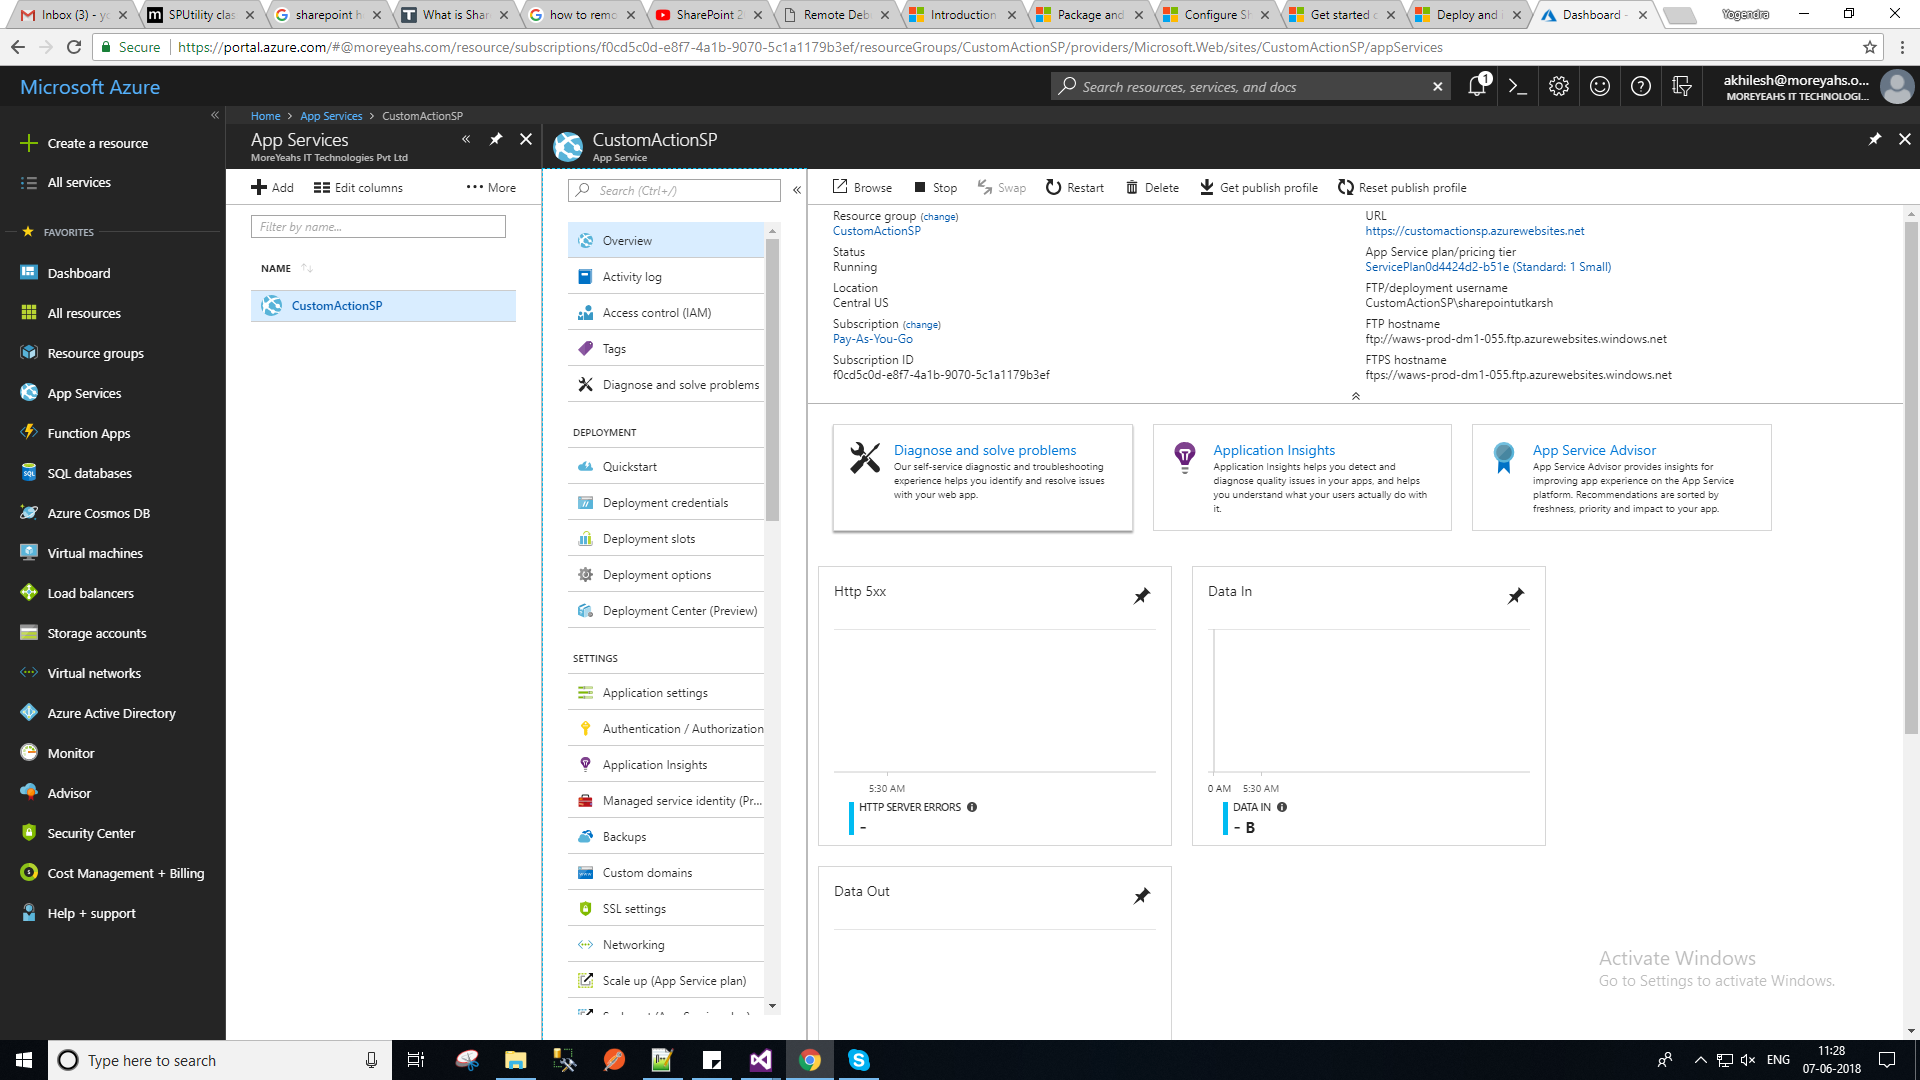 Inbox (3) - yo
SPUtility clas
sharepoint h
What is Shar
how to remo
SharePoint 2
Remote Deb
Introduction
Package and
Configure Sh
Get started o
Deploy and
Dashboard -
Yogendra
Secure
https://portal.azure.com/#@moreyeahs.com/resource/subscriptions/f0cd5c0d-e8f7-4a1b-9070-5c1a1179b3ef/resourceGroups/CustomActionSP/providers/Microsoft.Web/sites/CustomActionSP/appServices
Microsoft Azure
Search resources, services, and docs
1
akhilesh@moreyahs.o...
MOREYEAHS IT TECHNOLOGI...
Home > App Services > CustomActionSP
Create a resource
All services
FAVORITES
Dashboard
All resources
Resource groups
App Services
Function Apps
SQL databases
Azure Cosmos DB
Virtual machines
Load balancers
Storage accounts
Virtual networks
Azure Active Directory
Monitor
Advisor
Security Center
Cost Management + Billing
Help + support
App Services
MoreYeahs IT Technologies Pvt Ltd
Add
Edit columns
More
Filter by name...
NAME
CustomActionSP
CustomActionSP
App Service
Search (Ctrl+/)
Overview
Activity log
Access control (IAM)
Tags
Diagnose and solve problems
DEPLOYMENT
Quickstart
Deployment credentials
Deployment slots
Deployment options
Deployment Center (Preview)
SETTINGS
Application settings
Authentication / Authorization
Application Insights
Managed service identity (Pr...
Backups
Custom domains
SSL settings
Networking
Scale up (App Service plan)
Browse
Stop
Swap
Restart
Delete
Get publish profile
Reset publish profile
Resource group (change)
CustomActionSP
Status
Running
Location
Central US
Subscription (change)
Pay-As-You-Go
Subscription ID
f0cd5c0d-e8f7-4a1b-9070-5c1a1179b3ef
URL
https://customactionsp.azurewebsites.net
App Service plan/pricing tier
ServicePlan0d4424d2-b51e (Standard: 1 Small)
FTP/deployment username
CustomActionSP\sharepointutkarsh
FTP hostname
ftp://waws-prod-dm1-055.ftp.azurewebsites.windows.net
FTPS hostname
ftps://waws-prod-dm1-055.ftp.azurewebsites.windows.net
Diagnose and solve problems
Our self-service diagnostic and troubleshooting
experience helps you identify and resolve issues
with your web app.
Application Insights
Application Insights helps you detect and
diagnose quality issues in your apps, and helps
you understand what your users actually do with
it.
App Service Advisor
App Service Advisor provides insights for
improving app experience on the App Service
platform. Recommendations are sorted by
freshness, priority and impact to your app.
Http 5xx
5:30 AM
HTTP SERVER ERRORS
-
Data In
0 AM 5:30 AM
DATA IN
- B
Data Out
Activate Windows
Go to Settings to activate Windows.
Type here to search
ENG
11:28
07-06-2018